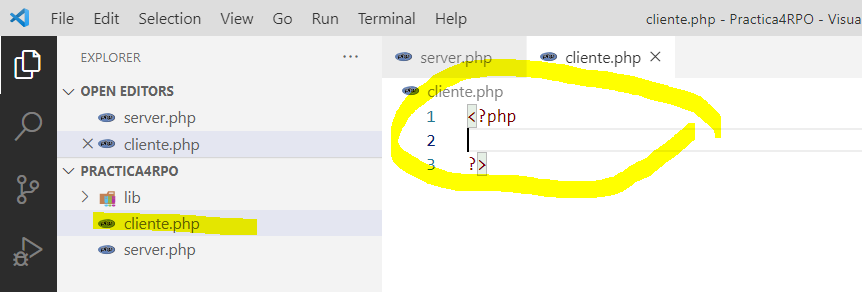 File Edit Selection View Go Run Terminal Help cliente.php - Practica4RPO - Visua
EXPLORER ···
OPEN EDITORS
server.php
cliente.php
PRACTICA4RPO
lib
cliente.php
server.php
server.php cliente.php
cliente.php
1 <?php
2
3 ?>